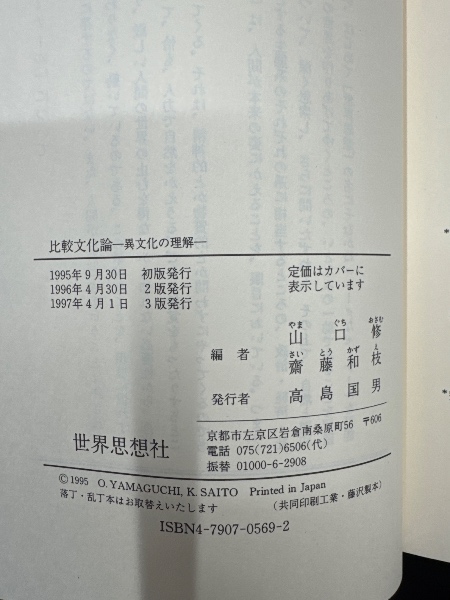 比較文化論―異文化の理解―
1995年9月30日 初版発行
1996年4月30日 2版発行
1997年4月1日 3版発行
定価はカバーに
表示しています
やま ぐち おさむ
編者 山口修
さい とう かず え
齋藤和枝
発行者 高島国男
世界思想社
京都市左京区岩倉南桑原町56 〒606
電話 075(721)6506(代)
振替 01000-6-2908
©1995 O. YAMAGUCHI, K. SAITO Printed in Japan
落丁・乱丁本はお取替えいたします (共同印刷工業・藤沢製本)
ISBN4-7907-0569-2